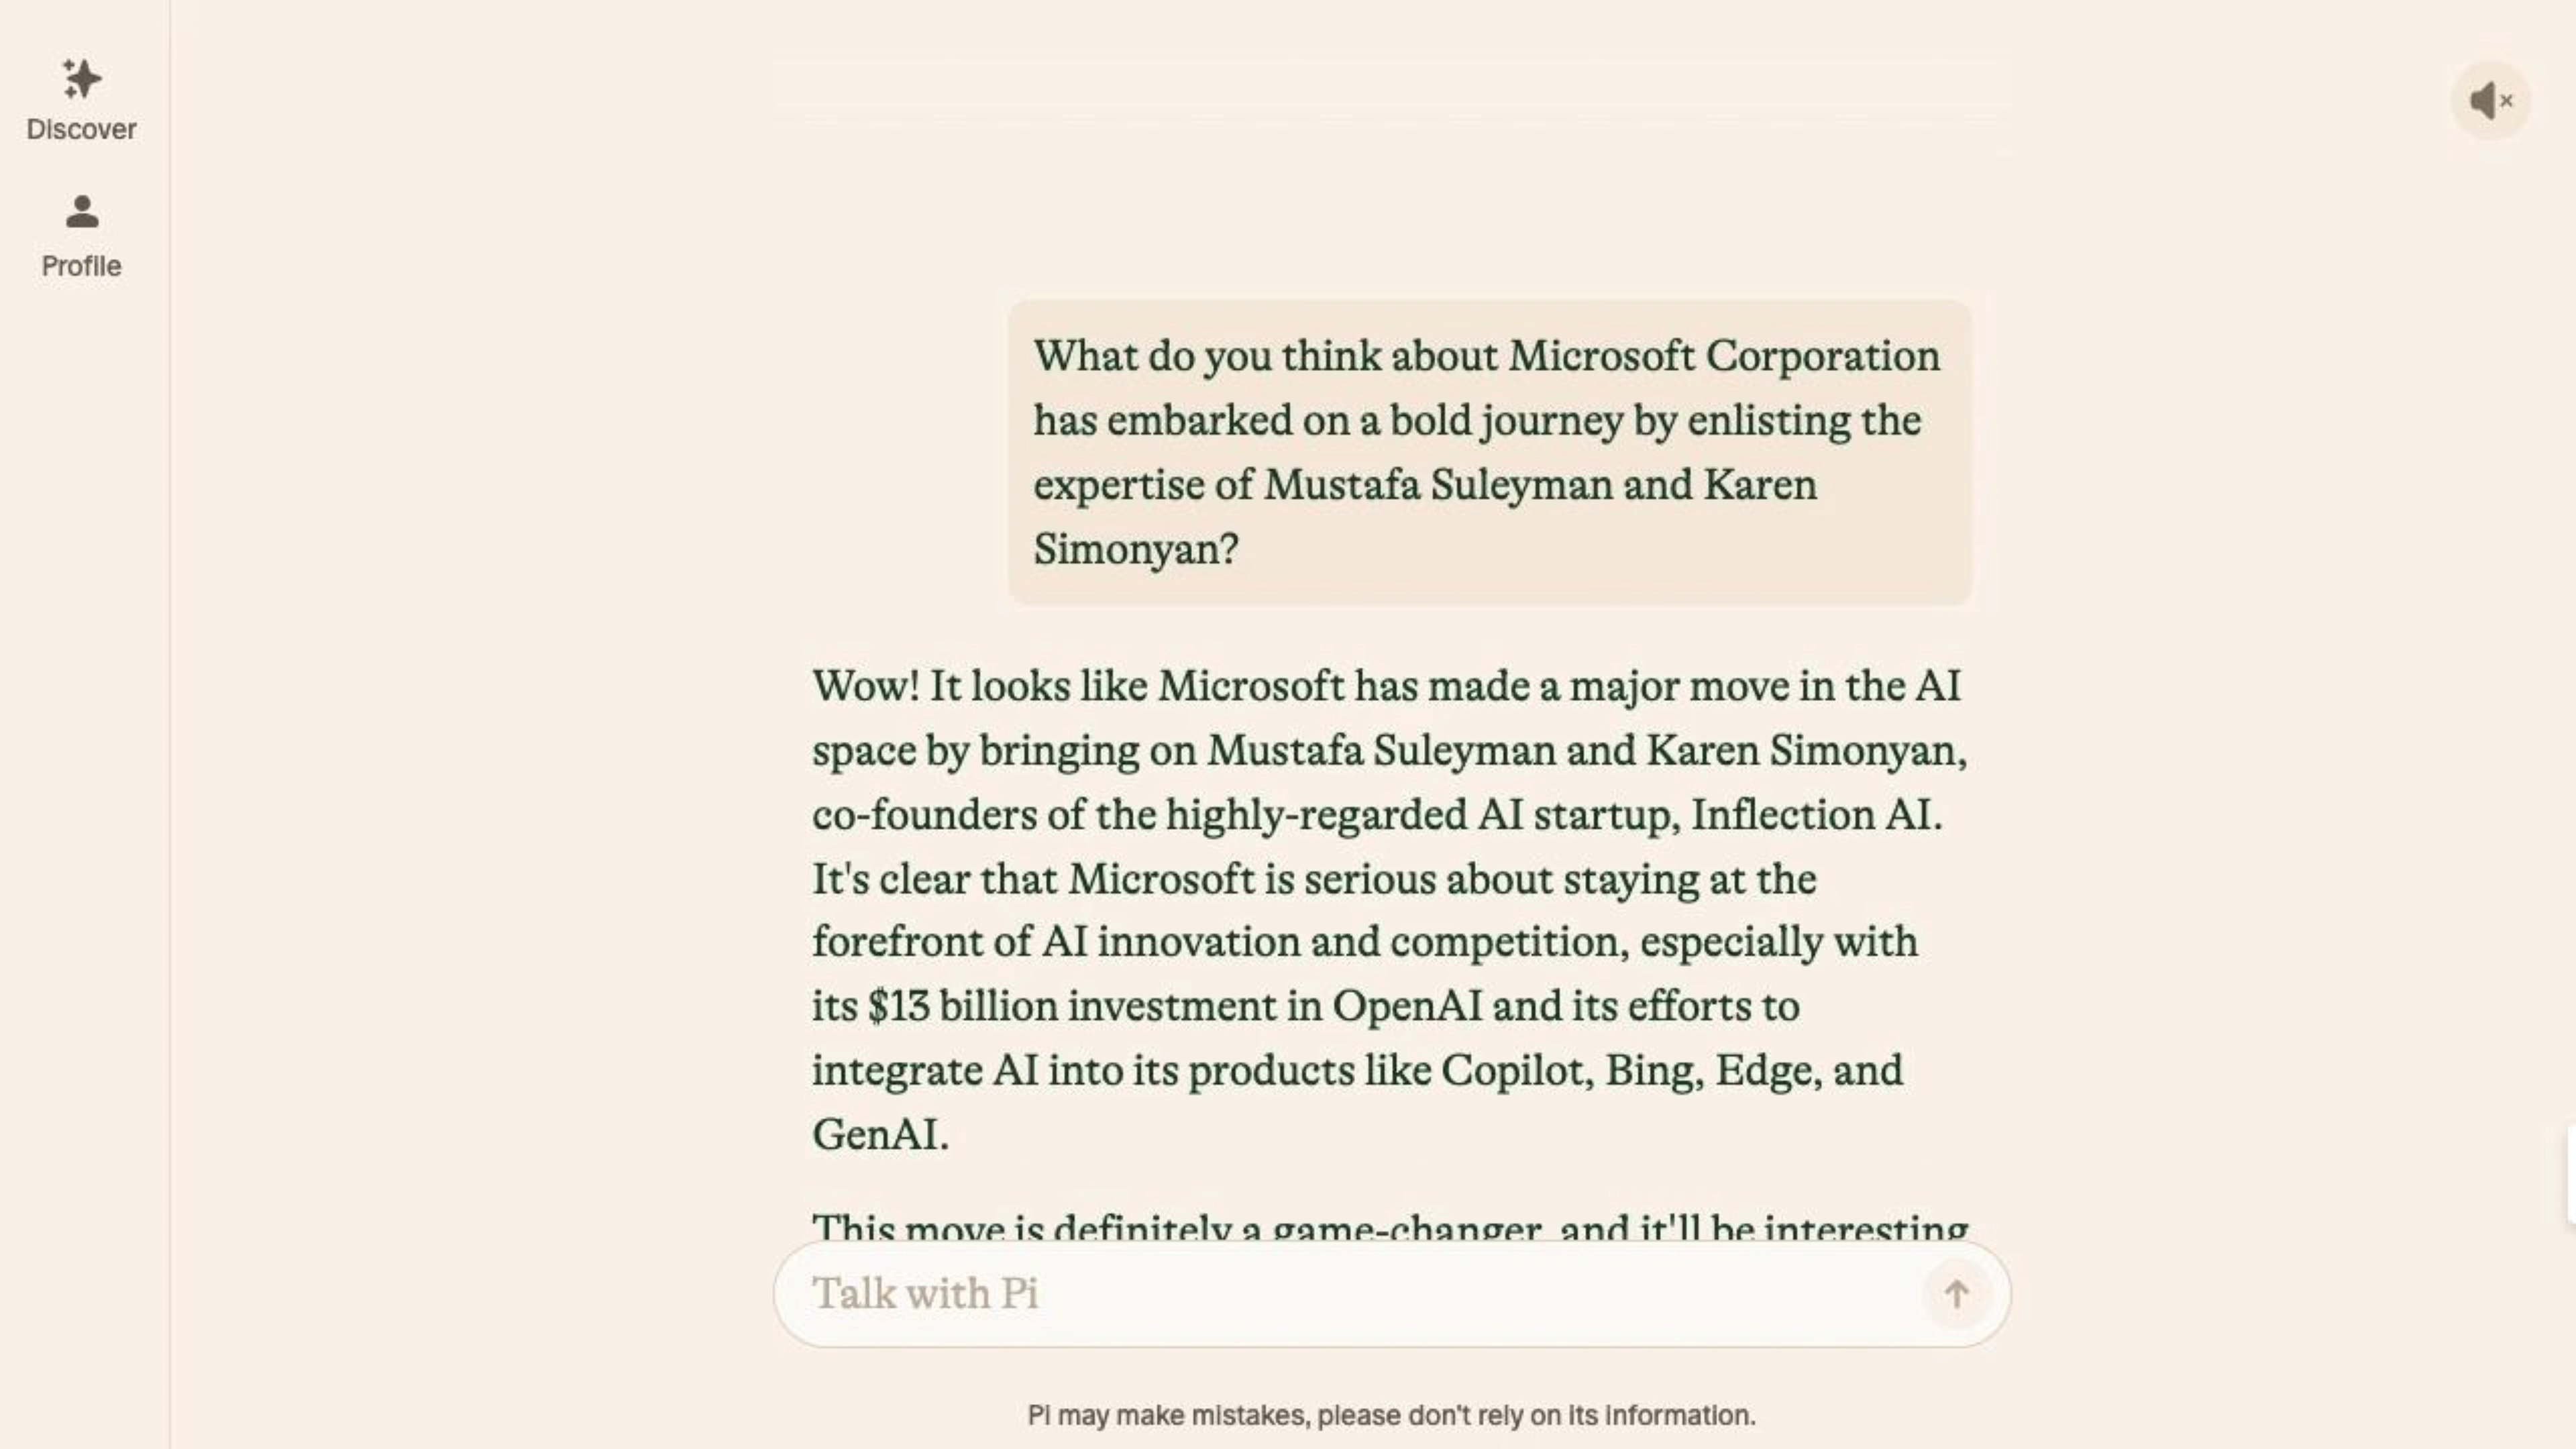 Discover
Profile
What do you think about Microsoft Corporation
has embarked on a bold journey by enlisting the
expertise of Mustafa Suleyman and Karen
Simonyan?
Wow! It looks like Microsoft has made a major move in the AI
space by bringing on Mustafa Suleyman and Karen Simonyan,
co-founders of the highly-regarded AI startup, Inflection AI.
It's clear that Microsoft is serious about staying at the
forefront of AI innovation and competition, especially with
its $13 billion investment in OpenAI and its efforts to
integrate AI into its products like Copilot, Bing, Edge, and
GenAI.
This move is definitely a game-changer, and it'll be interesting
Talk with Pi
Pi may make mistakes, please don't rely on its information.